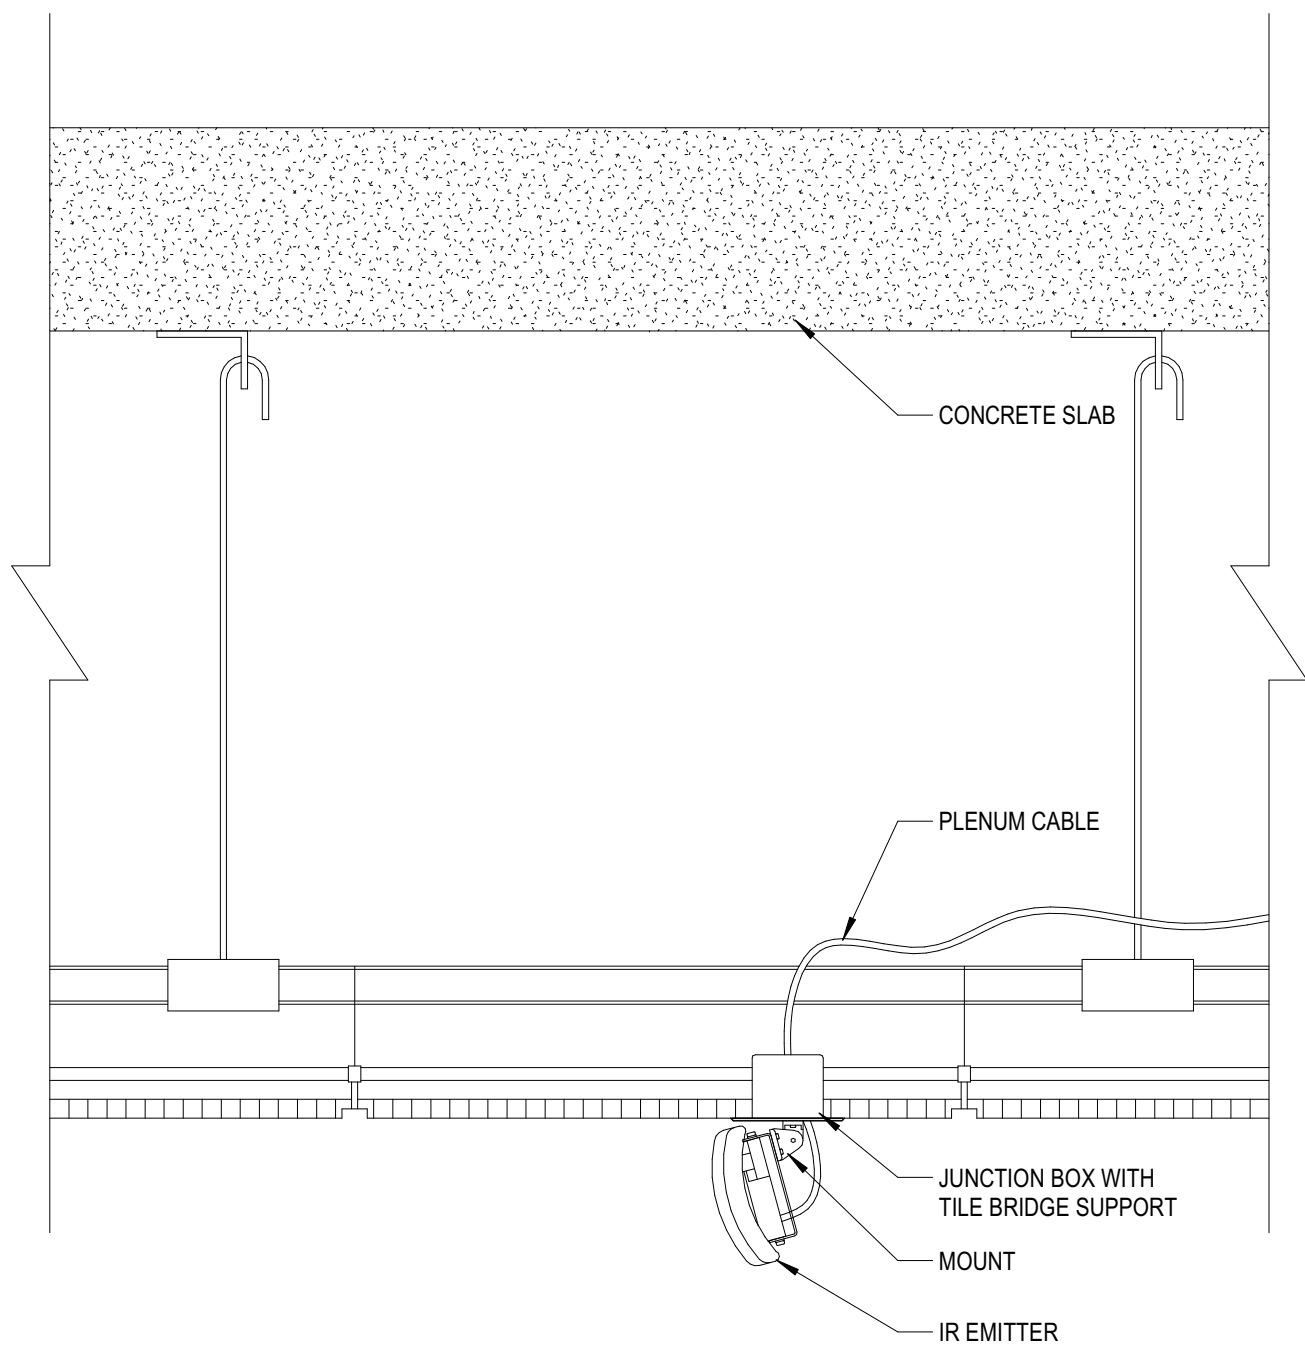 CONCRETE SLAB
PLENUM CABLE
JUNCTION BOX WITH
TILE BRIDGE SUPPORT
MOUNT
IR EMITTER